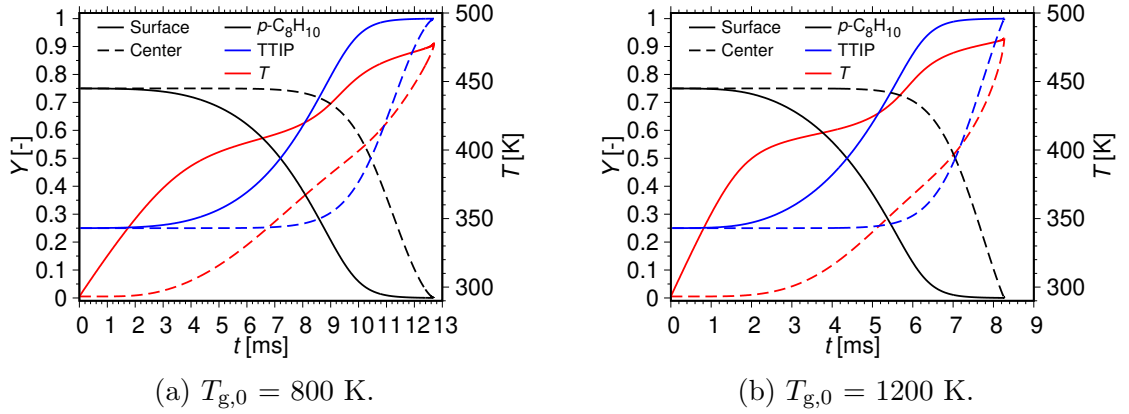 Surface
Center
p-C8H10
TTIP
T
1
0.9
0.8
0.7
0.6
0.5
0.4
0.3
0.2
0.1
0
Y [-]
500
450
400
350
300
T [K]
0 1 2 3 4 5 6 7 8 9 10 11 12 13
t [ms]
(a) Tg,0 = 800 K.
Surface
Center
p-C8H10
TTIP
T
1
0.9
0.8
0.7
0.6
0.5
0.4
0.3
0.2
0.1
0
Y [-]
500
450
400
350
300
T [K]
0 1 2 3 4 5 6 7 8 9
t [ms]
(b) Tg,0 = 1200 K.